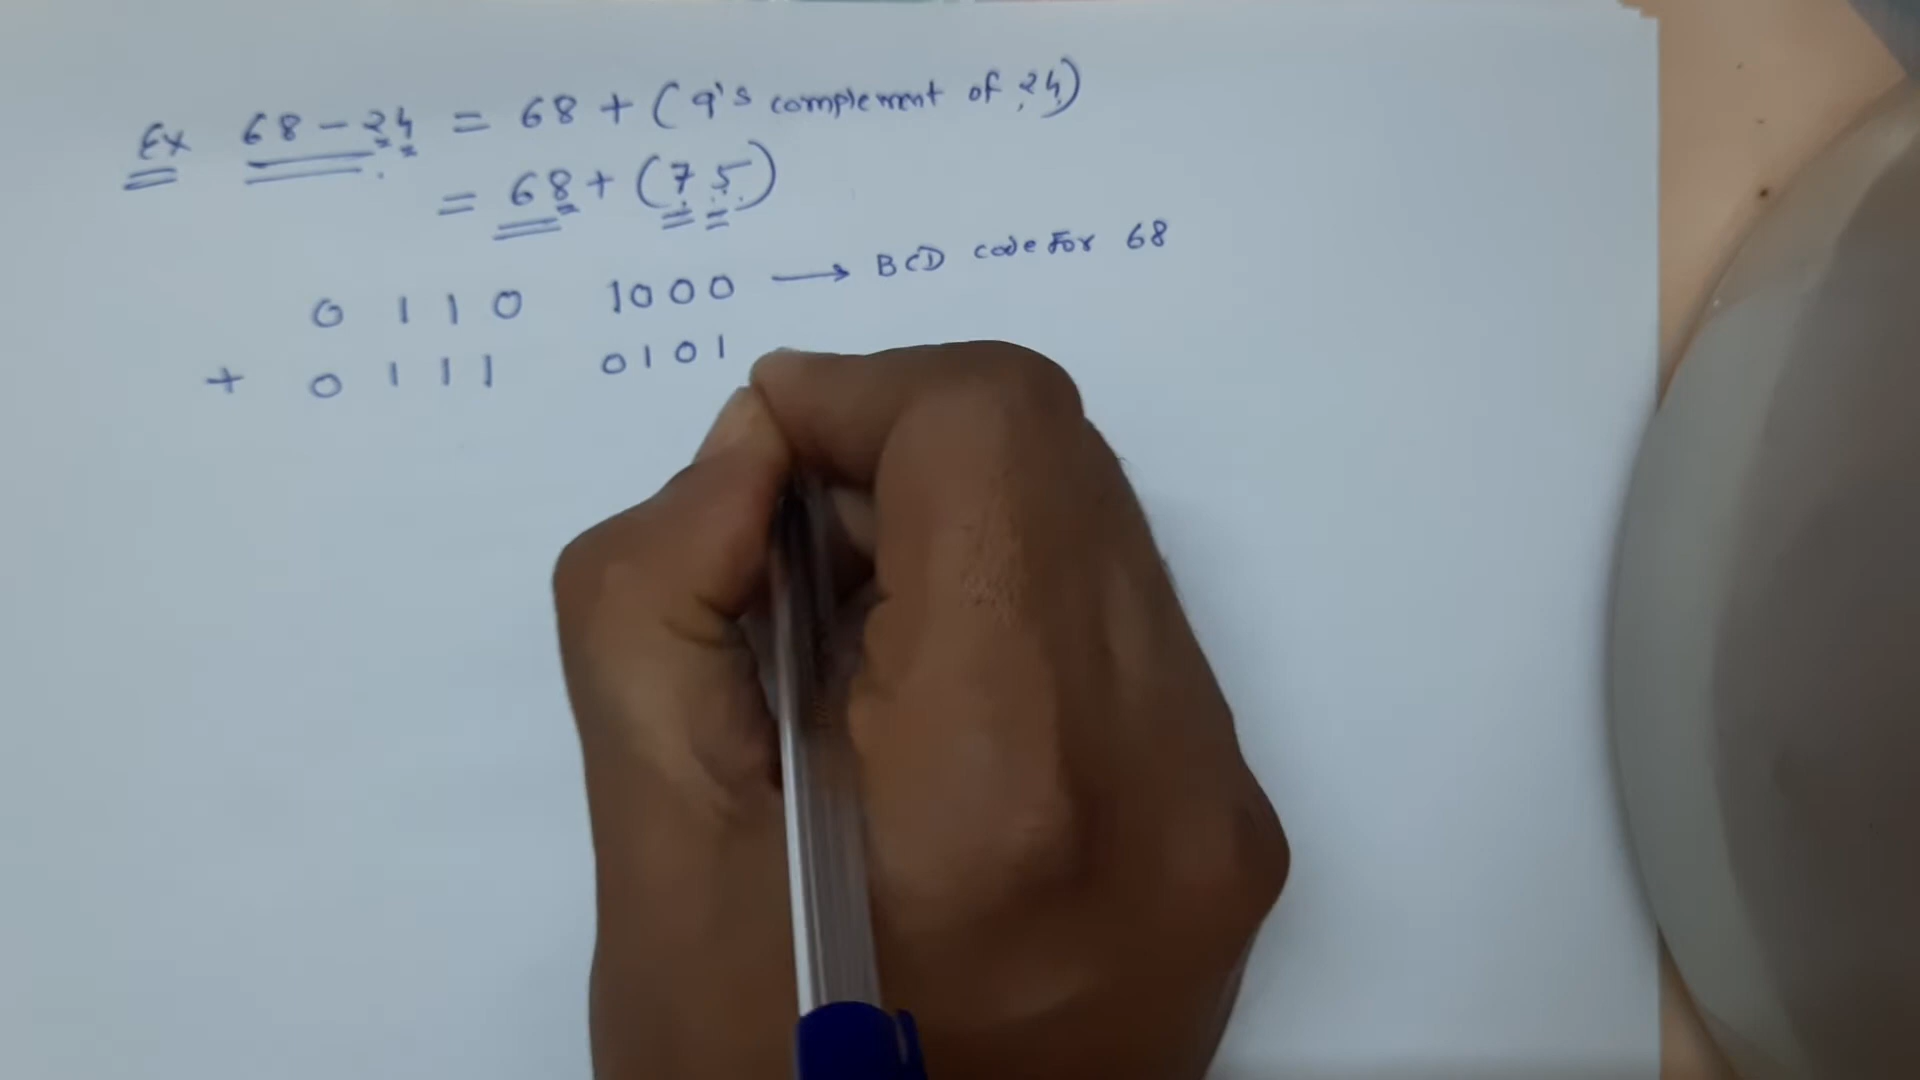 Ex 68 - 24 = 68 + (9's complement of 24)
= 68 + (75)
0 1 1 0 1000 → BCD code For 68
+ 0 1 1 1 0101